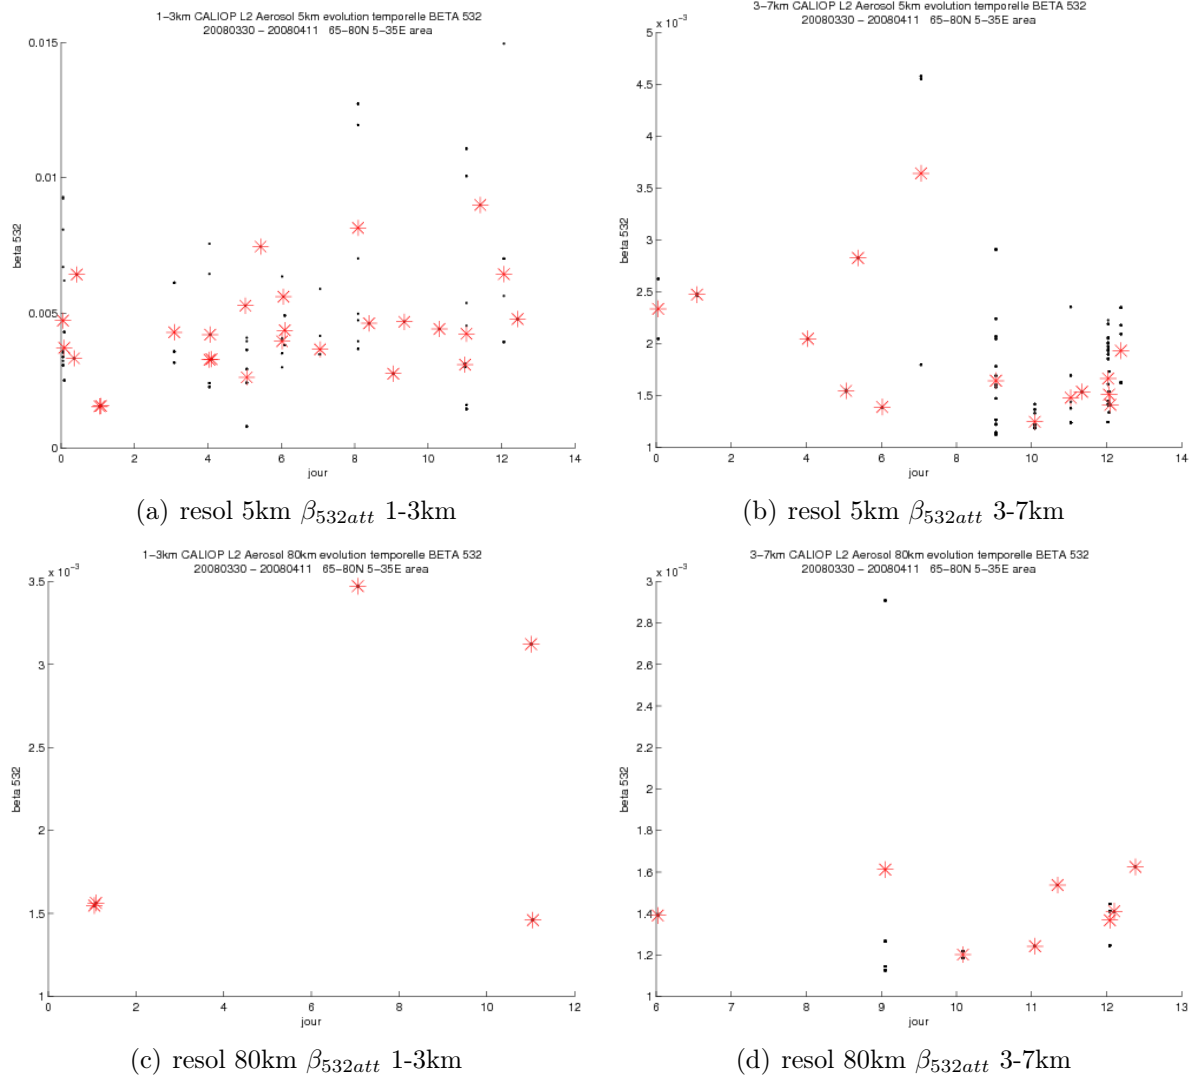 1-3km CALIOP L2 Aerosol 5km evolution temporelle BETA 532
20080330 - 20080411 65-80N 5-35E area
0.015
0.01
0.005
0
beta 532
0 2 4 6 8 10 12 14
jour
(a) resol 5km β532att 1-3km
3-7km CALIOP L2 Aerosol 5km evolution temporelle BETA 532
20080330 - 20080411 65-80N 5-35E area
x 10⁻³
5
4.5
4
3.5
3
2.5
2
1.5
1
beta 532
0 2 4 6 8 10 12 14
jour
(b) resol 5km β532att 3-7km
1-3km CALIOP L2 Aerosol 80km evolution temporelle BETA 532
20080330 - 20080411 65-80N 5-35E area
x 10⁻³
3.5
3
2.5
2
1.5
1
beta 532
0 2 4 6 8 10 12
jour
(c) resol 80km β532att 1-3km
3-7km CALIOP L2 Aerosol 80km evolution temporelle BETA 532
20080330 - 20080411 65-80N 5-35E area
x 10⁻³
3
2.8
2.6
2.4
2.2
2
1.8
1.6
1.4
1.2
1
beta 532
6 7 8 9 10 11 12 13
jour
(d) resol 80km β532att 3-7km